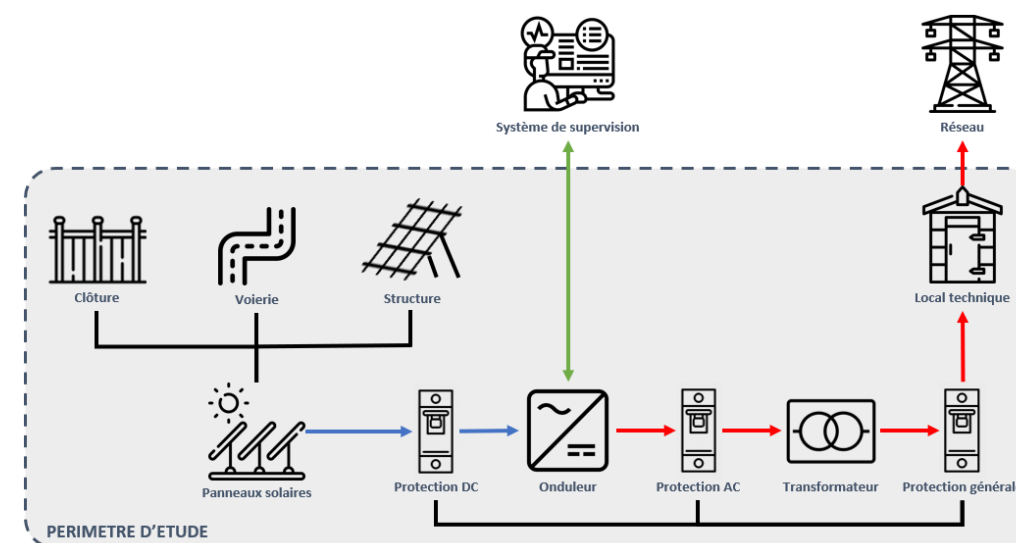 Système de supervision
Réseau
Clôture
Voierie
Structure
Local technique
Panneaux solaires
Protection DC
Onduleur
Protection AC
Transformateur
Protection général
PERIMETRE D'ETUDE